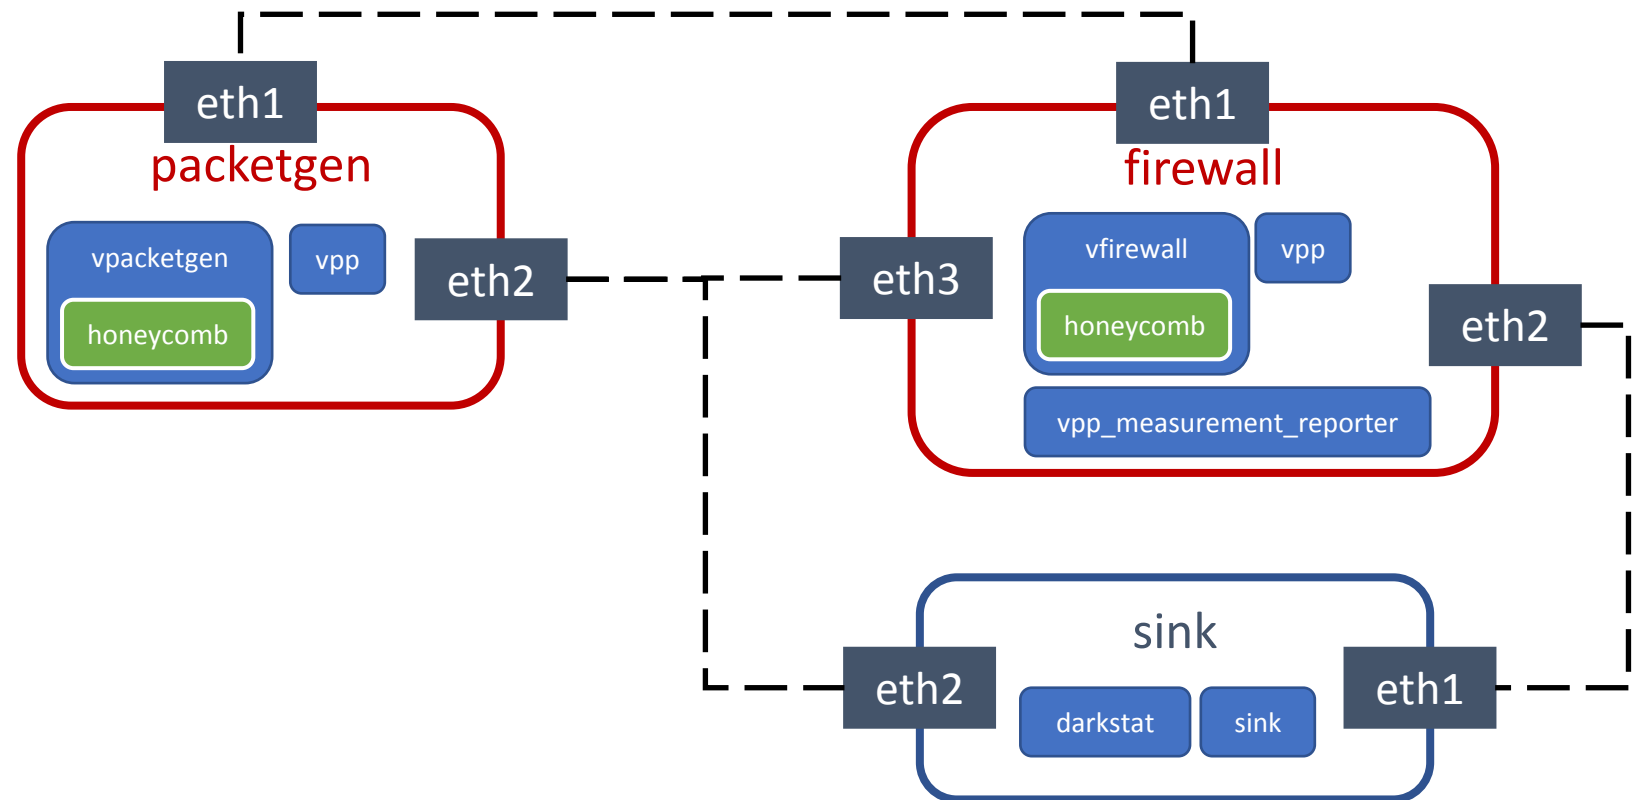 eth1
packetgen
vpacketgen
vpp
honeycomb
eth2
eth1
firewall
eth3
vfirewall
vpp
honeycomb
vpp_measurement_reporter
eth2
sink
eth2
darkstat
sink
eth1